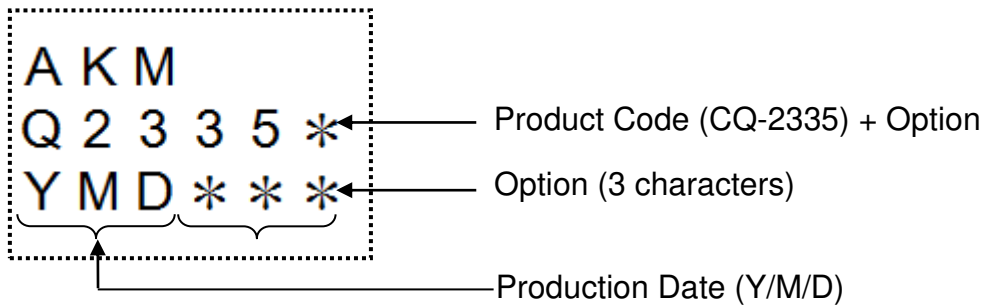 A K M
Q 2 3 3 5 * Product Code (CQ-2335) + Option
Y M D * * * Option (3 characters)
Production Date (Y/M/D)